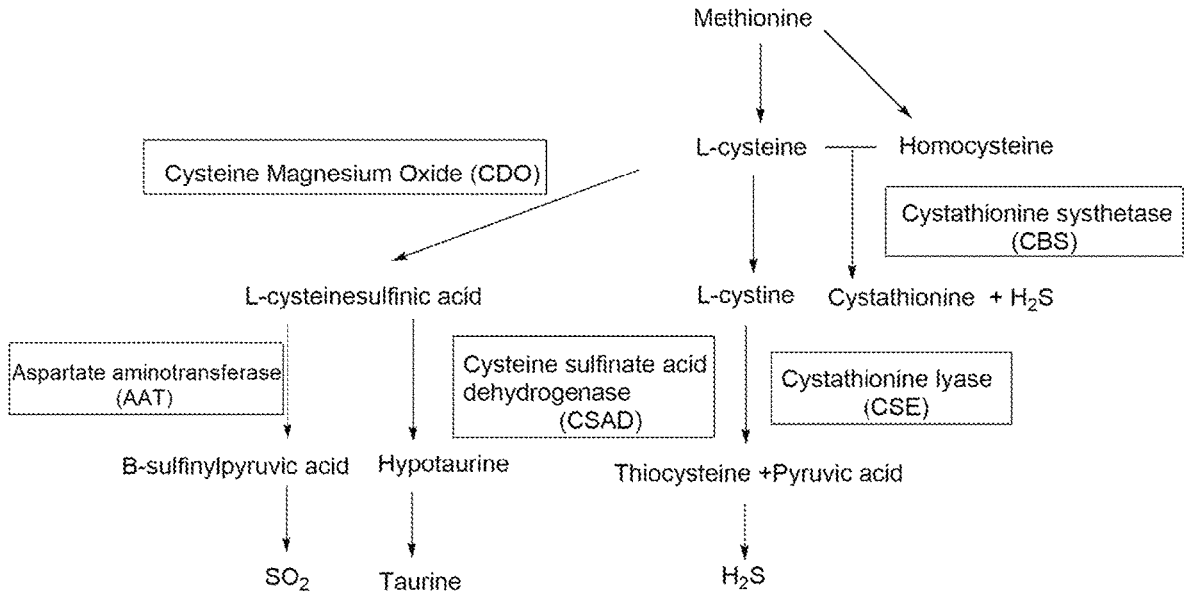 Methionine
L-cysteine
Homocysteine
Cysteine Magnesium Oxide (CDO)
Cystathionine systhetase
(CBS)
L-cysteinesulfinic acid
L-cystine
Cystathionine + H₂S
Aspartate aminotransferase
(AAT)
Cysteine sulfinate acid
dehydrogenase
(CSAD)
Cystathionine lyase
(CSE)
B-sulfinylpyruvic acid
Hypotaurine
Thiocysteine +Pyruvic acid
SO₂
Taurine
H₂S